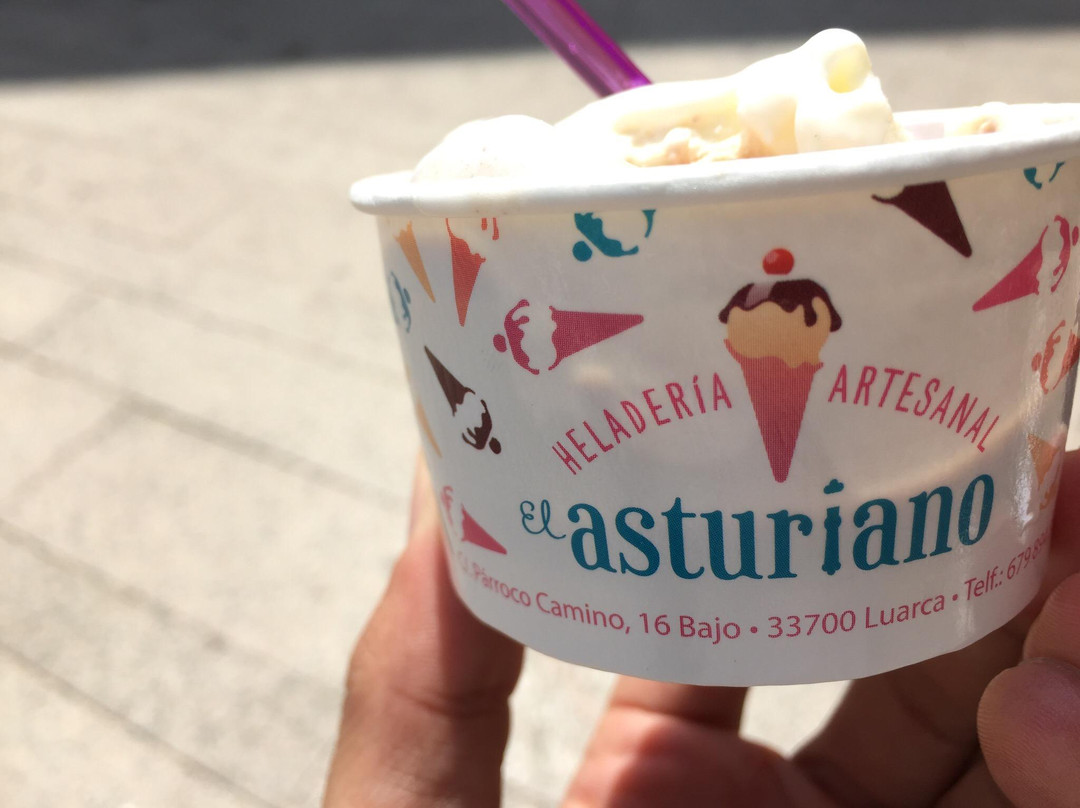 HELADERÍA ARTESANAL
El asturiano
C/. Párroco Camino, 16 Bajo • 33700 Luarca • Telf.: 679